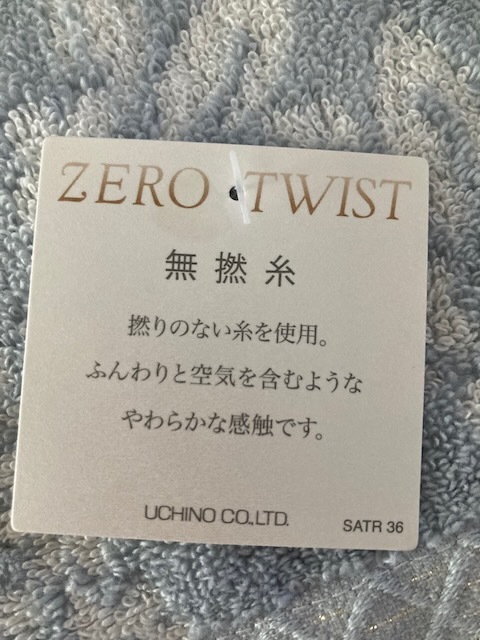 ZERO TWIST
無撚糸
撚りのない糸を使用。
ふんわりと空気を含むような
やわらかな感触です。
UCHINO CO.,LTD.
SATR 36